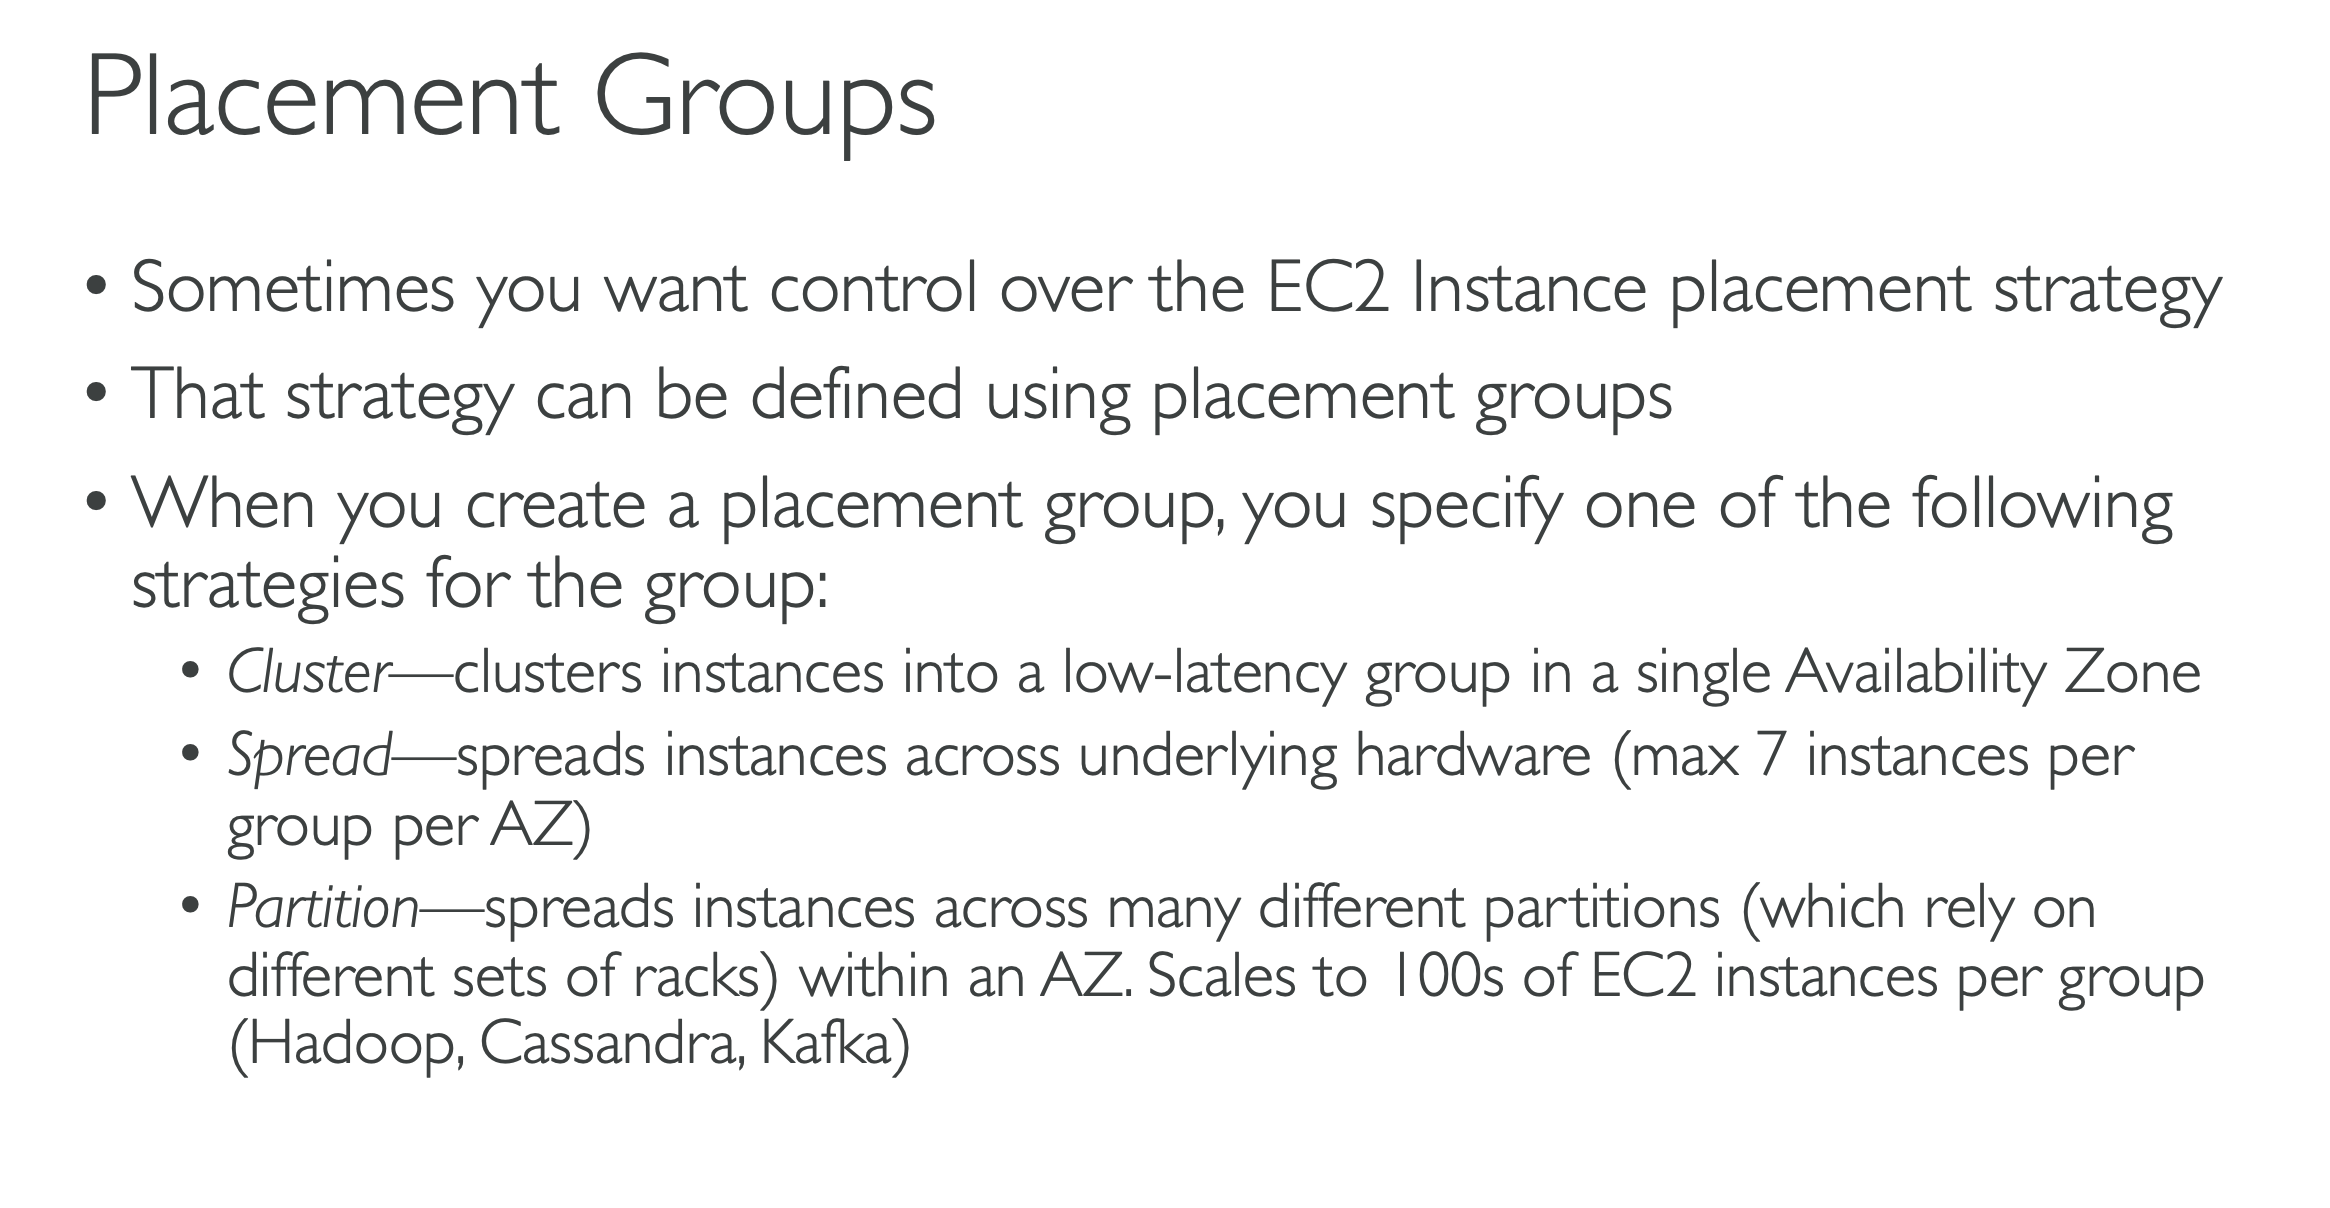 Placement Groups
• Sometimes you want control over the EC2 Instance placement strategy
• That strategy can be defined using placement groups
• When you create a placement group, you specify one of the following
strategies for the group:
• Cluster—clusters instances into a low-latency group in a single Availability Zone
• Spread—spreads instances across underlying hardware (max 7 instances per
group per AZ)
• Partition—spreads instances across many different partitions (which rely on
different sets of racks) within an AZ. Scales to 100s of EC2 instances per group
(Hadoop, Cassandra, Kafka)